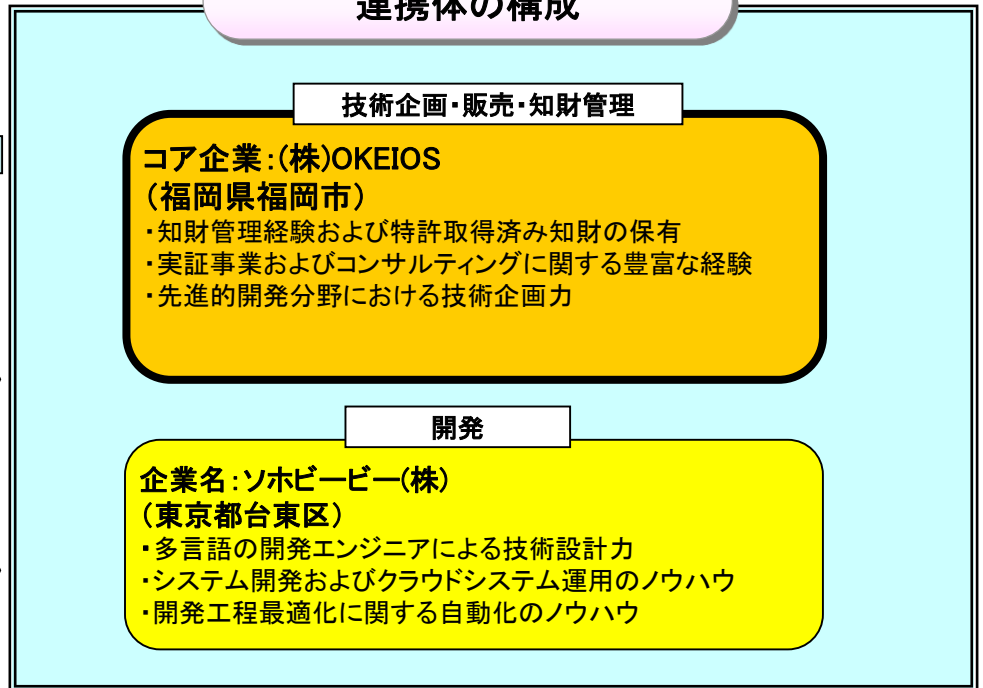 連携体の構成
技術企画・販売・知財管理
コア企業:(株)OKEIOS
(福岡県福岡市)
・知財管理経験および特許取得済み知財の保有
・実証事業およびコンサルティングに関する豊富な経験
・先進的開発分野における技術企画力
開発
企業名:ソホビービー(株)
(東京都台東区)
・多言語の開発エンジニアによる技術設計力
・システム開発およびクラウドシステム運用のノウハウ
・開発工程最適化に関する自動化のノウハウ